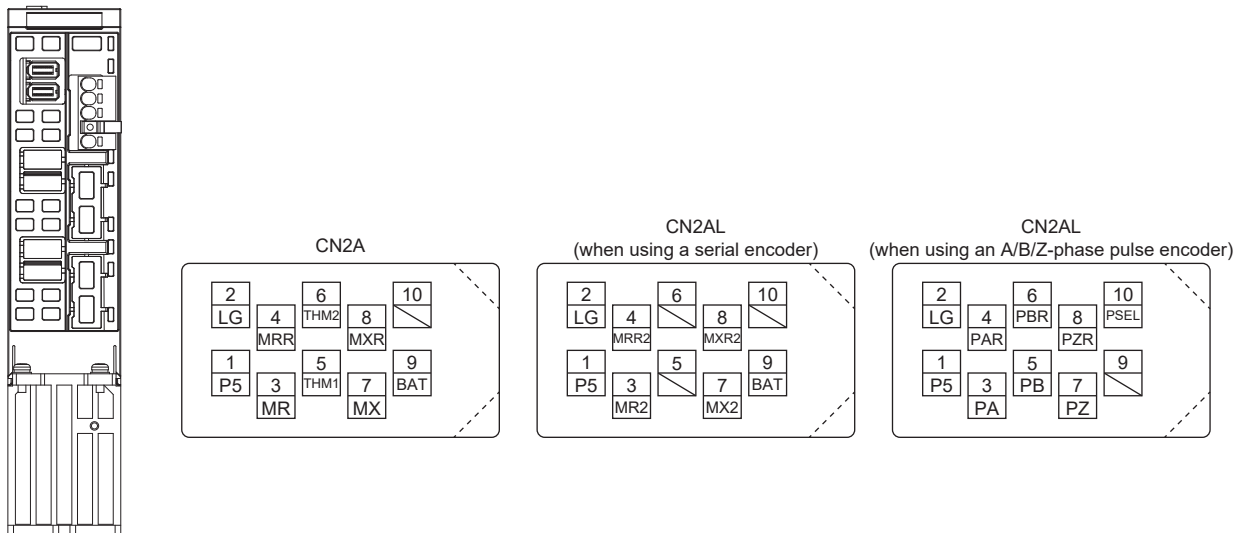 CN2A
2
LG
4
MRR
6
THM2
8
MXR
10
1
P5
3
MR
5
THM1
7
MX
9
BAT
CN2AL
(when using a serial encoder)
2
LG
4
MRR2
6
8
MXR2
10
1
P5
3
MR2
5
7
MX2
9
BAT
CN2AL
(when using an A/B/Z-phase pulse encoder)
2
LG
4
PAR
6
PBR
8
PZR
10
PSEL
1
P5
3
PA
5
PB
7
PZ
9